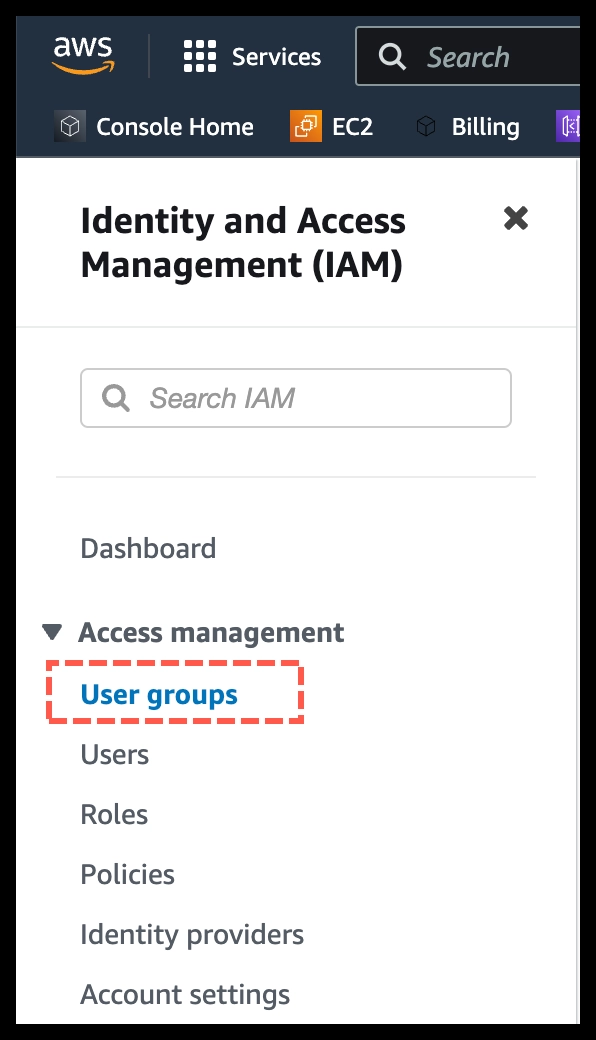 aws
Services
Search
Console Home
EC2
Billing
Identity and Access
Management (IAM)
Search IAM
Dashboard
Access management
User groups
Users
Roles
Policies
Identity providers
Account settings